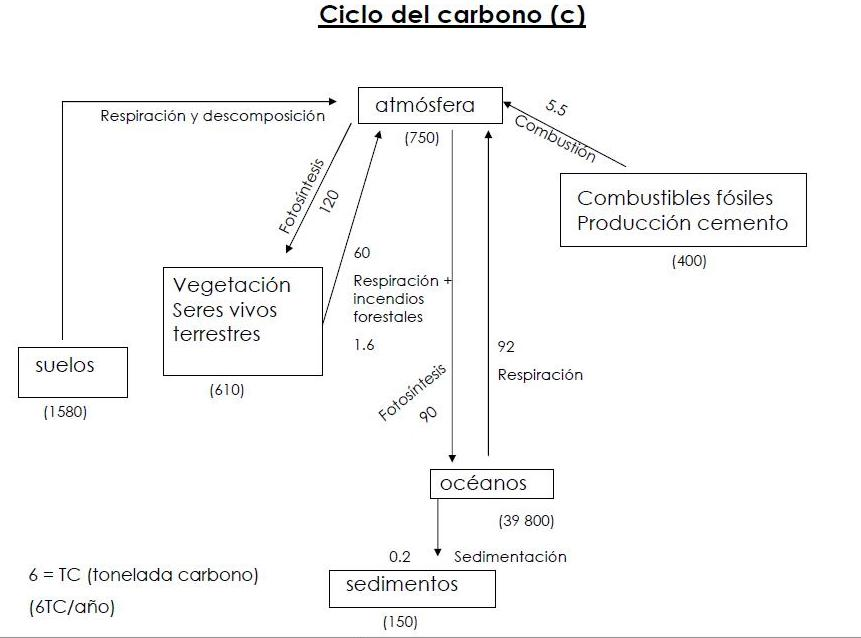 Ciclo del carbono (c)
atmósfera
(750)
Respiración y descomposición
5.5
Combustión
Combustibles fósiles
Producción cemento
(400)
Fotosíntesis
120
60
Respiración +
incendios
forestales
1.6
Vegetación
Seres vivos
terrestres
(610)
suelos
(1580)
Fotosíntesis
90
92
Respiración
océanos
(39 800)
0.2
Sedimentación
sedimentos
(150)
6 = TC (tonelada carbono)
(6TC/año)